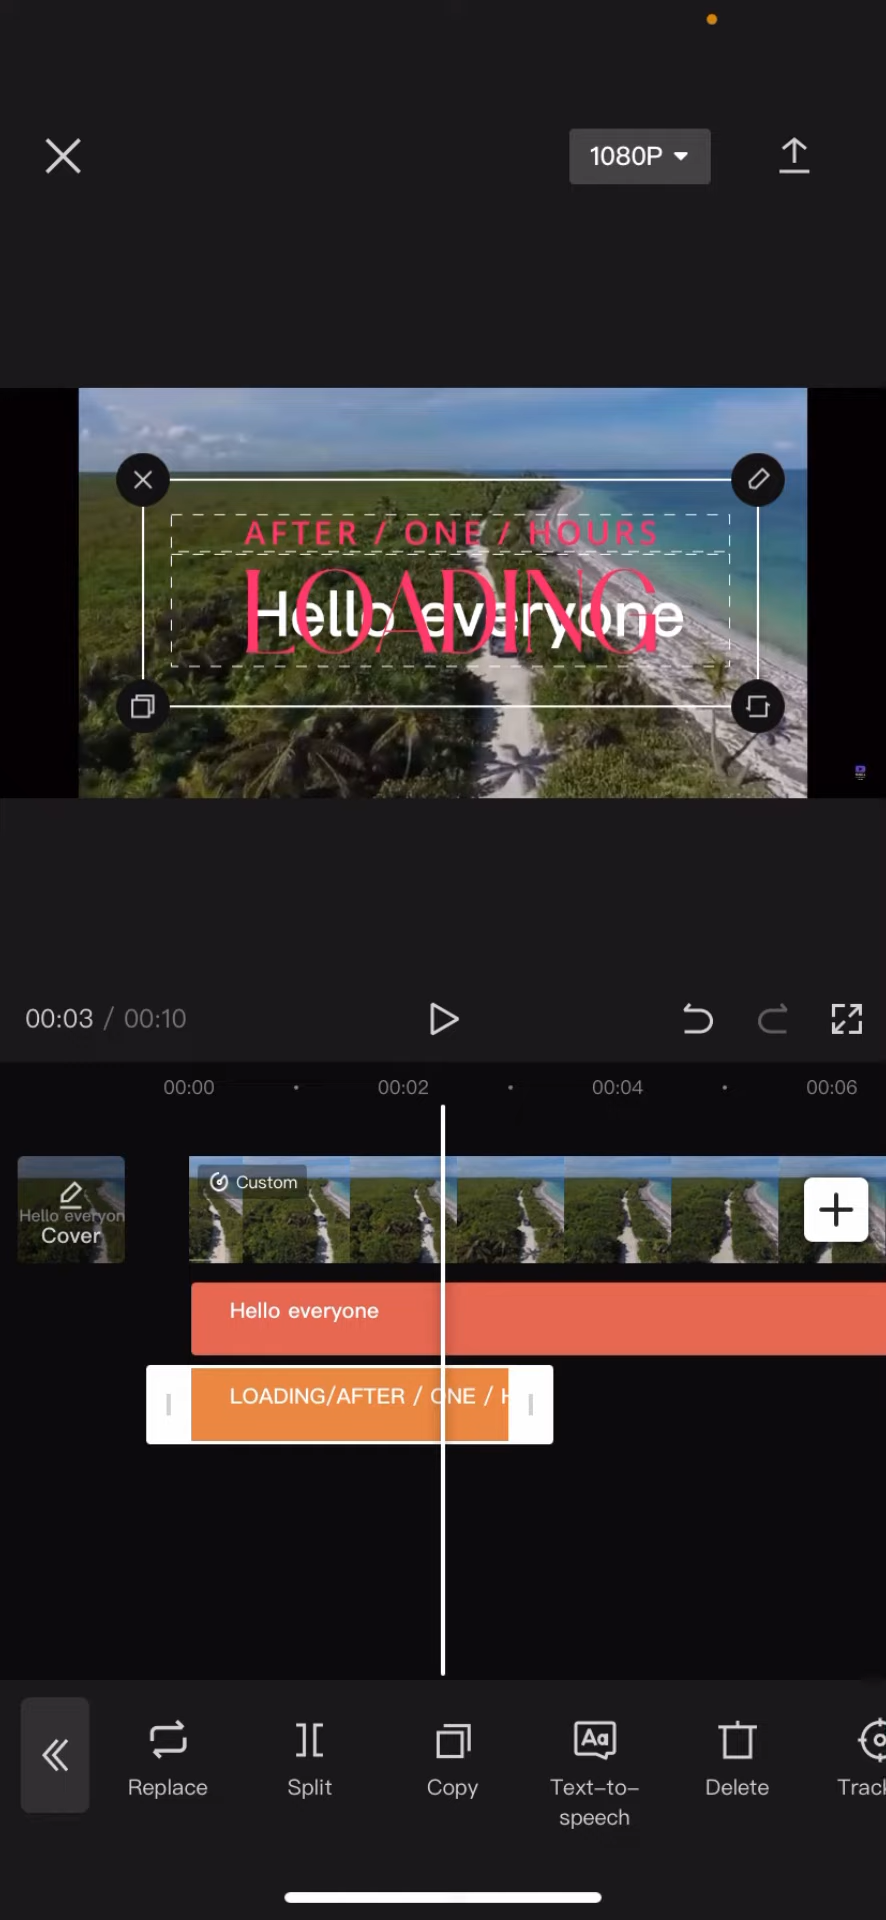 1080P
AFTER / ONE / HOURS
LOADING
Hello everyone
00:03 / 00:10
00:00
00:02
00:04
00:06
Custom
Hello everyon
Cover
Hello everyone
LOADING/AFTER / ONE / H
Replace
Split
Copy
Aa
Text-to-
speech
Delete
Track